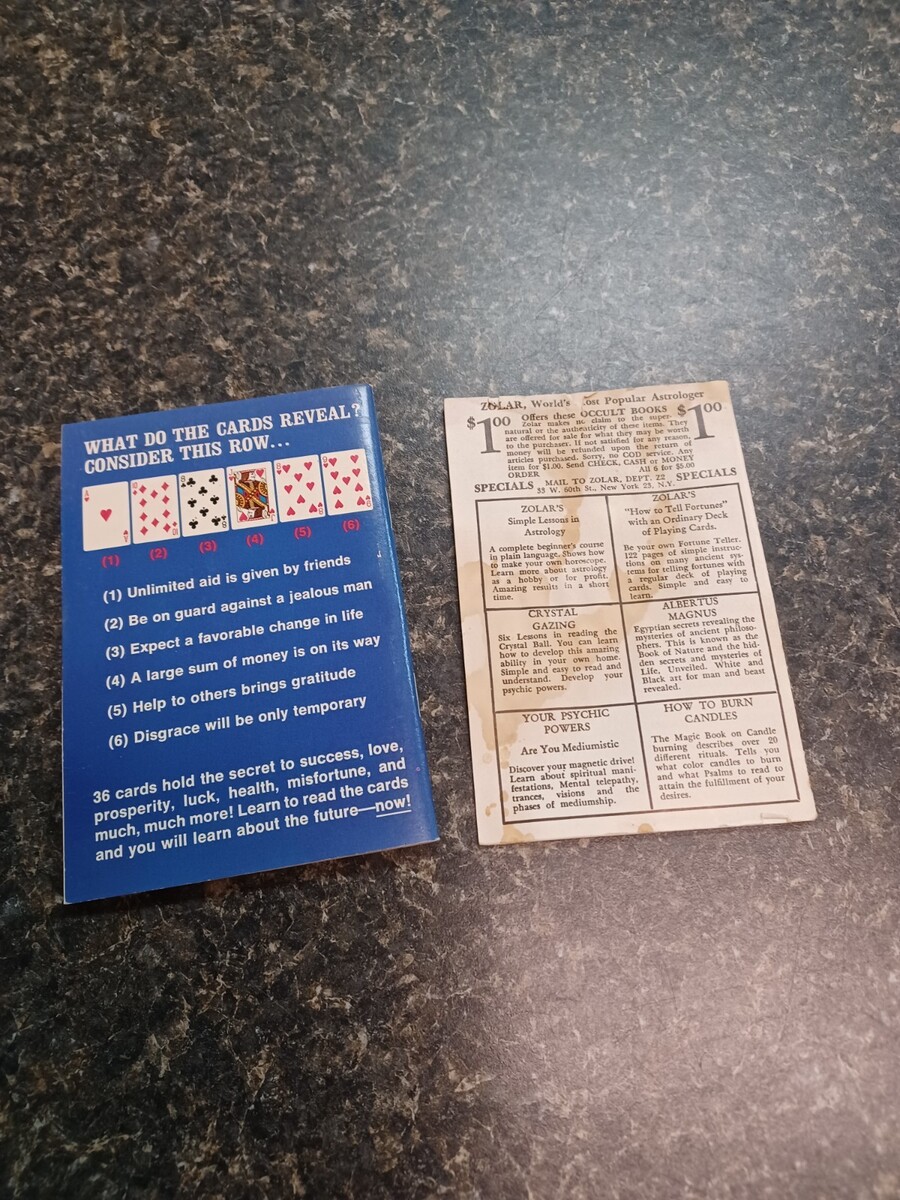 WHAT DO THE CARDS REVEAL?
CONSIDER THIS ROW...
(1)
(2)
(3)
(4)
(5)
(6)
(1) Unlimited aid is given by friends
(2) Be on guard against a jealous man
(3) Expect a favorable change in life
(4) A large sum of money is on its way
(5) Help to others brings gratitude
(6) Disgrace will be only temporary
36 cards hold the secret to success, love,
prosperity, luck, health, misfortune, and
much, much more! Learn to read the cards
and you will learn about the future—now!
ZOLAR, World's ost Popular Astrologer
$1 00 Offers these OCCULT BOOKS $1 00
Zolar makes no claim to the super-
natural or the authenticity of these items. They
are offered for sale for what they may be worth
to the purchaser. If not satisfied for any reason,
money will be refunded upon the return of
articles purchased. Sorry, no COD service. Any
item for $1.00. Send CHECK, CASH or MONEY
ORDER All 6 for $5.00
SPECIALS MAIL TO ZOLAR, DEPT. 22 SPECIALS
33 W. 60th St., New York 23, N.Y.
ZOLAR'S
Simple Lessons in
Astrology
A complete beginner's course
in plain language. Shows how
to make your own horoscope.
Learn more about astrology
as a hobby or for profit.
Amazing results in a short
time.
ZOLAR'S
"How to Tell Fortunes"
with an Ordinary Deck
of Playing Cards.
Be your own Fortune Teller.
122 pages of simple instruc-
tions on many ancient sys-
tems for telling fortunes with
a regular deck of playing
cards. Simple and easy to
learn.
CRYSTAL
GAZING
Six Lessons in reading the
Crystal Ball. You can learn
how to develop this amazing
ability in your own home
Simple and easy to read and
understand. Develop your
psychic powers.
ALBERTUS
MAGNUS
Egyptian secrets revealing the
mysteries of ancient philoso-
phers. This is known as the
Book of Nature and the hid-
den secrets and mysteries of
Life, Unveiled. White and
Black art for man and beast
revealed.
YOUR PSYCHIC
POWERS
Are You Mediumistic
Discover your magnetic drive!
Learn about spiritual mani-
festations, Mental telepathy,
trances, visions and the
phases of mediumship.
HOW TO BURN
CANDLES
The Magic Book on Candle
burning describes over 20
different rituals. Tells you
what color candles to burn
and what Psalms to read to
attain the fulfillment of your
desires.